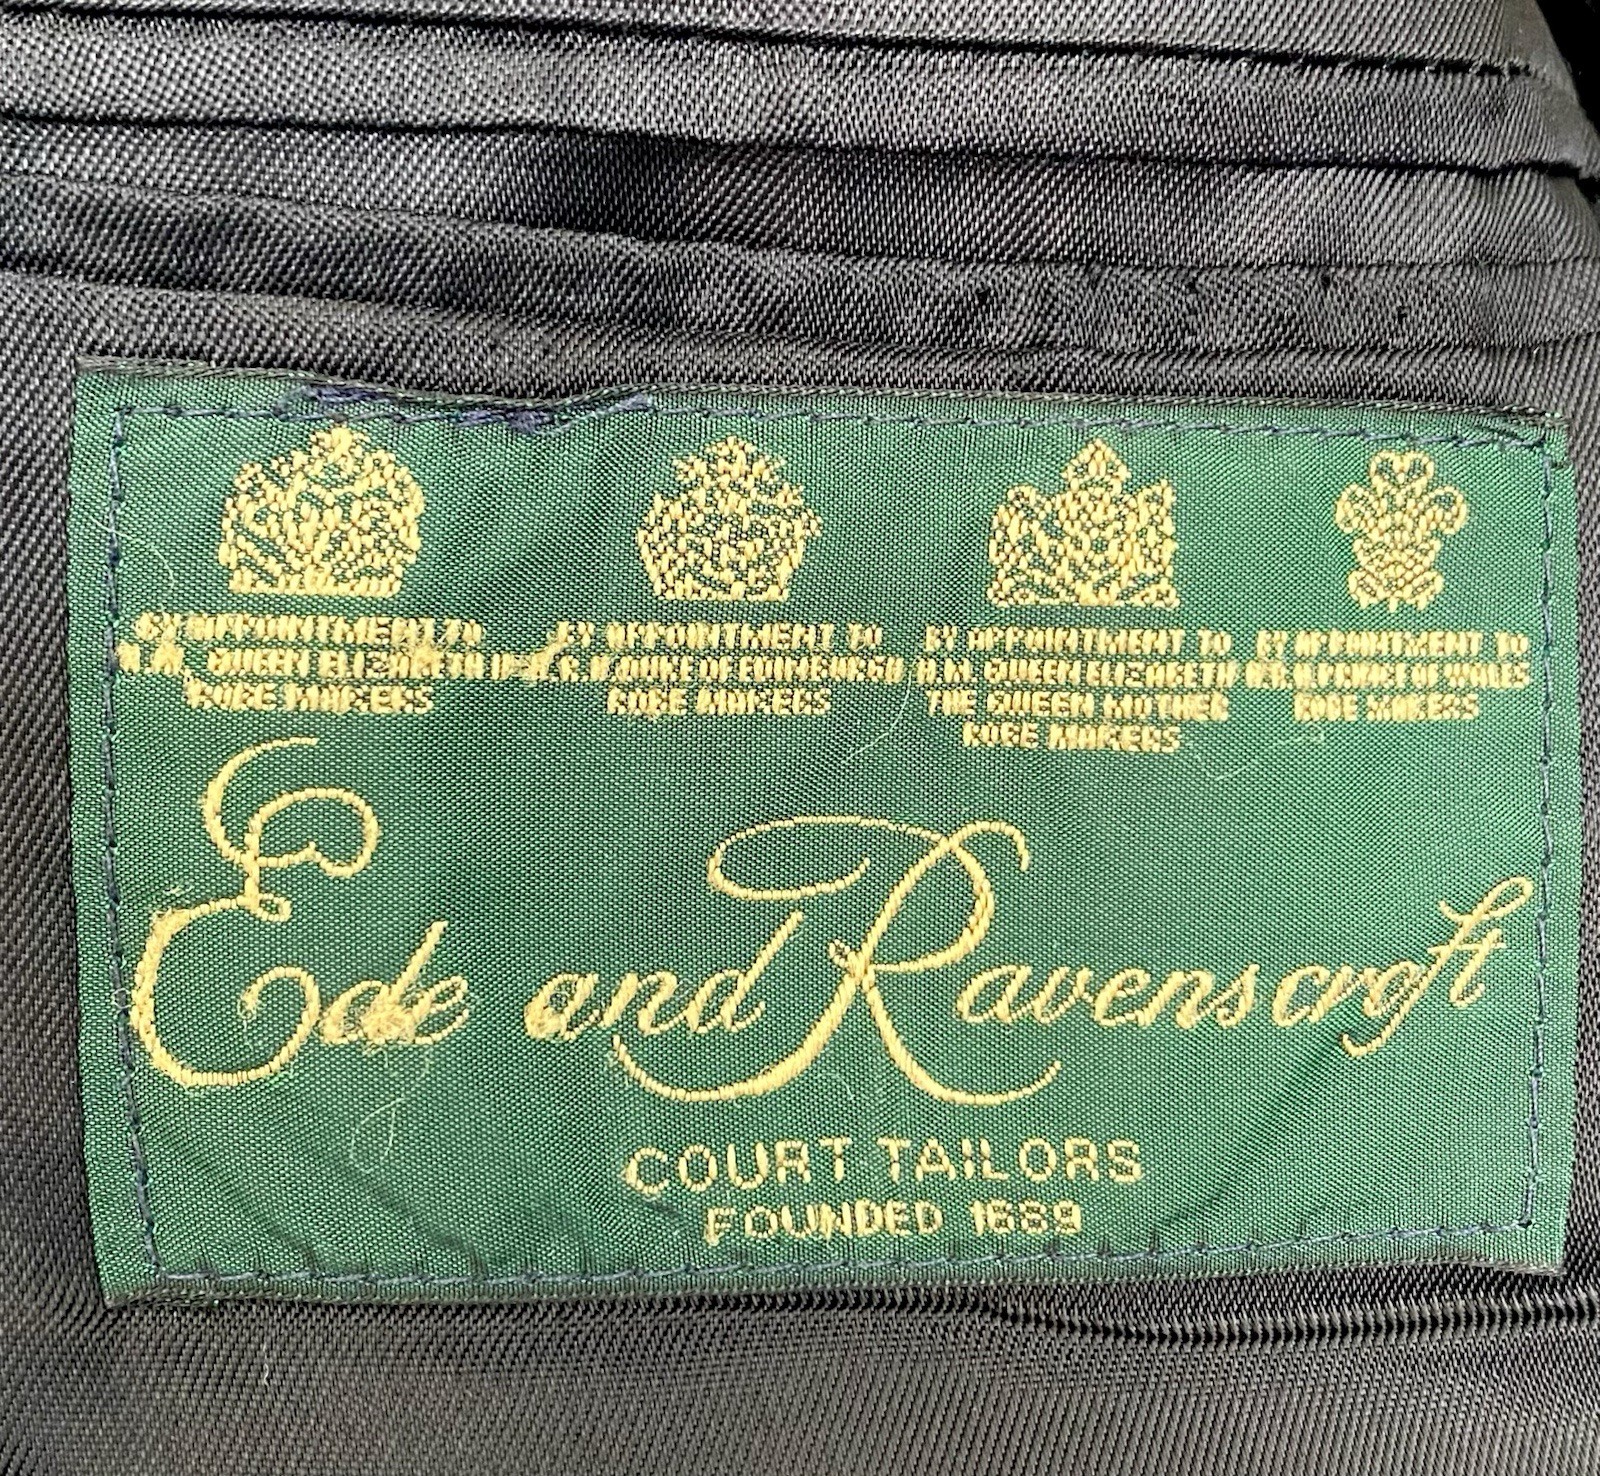 BY APPOINTMENT TO
H.M. QUEEN ELIZABETH II
ROBE MAKERS
BY APPOINTMENT TO
H.R.H. DUKE OF EDINBURGH
ROBE MAKERS
BY APPOINTMENT TO
H.M. QUEEN ELIZABETH
THE QUEEN MOTHER
ROBE MAKERS
BY APPOINTMENT TO
H.R.H. PRINCE OF WALES
ROBE MAKERS
Ede and Ravenscroft
COURT TAILORS
FOUNDED 1689